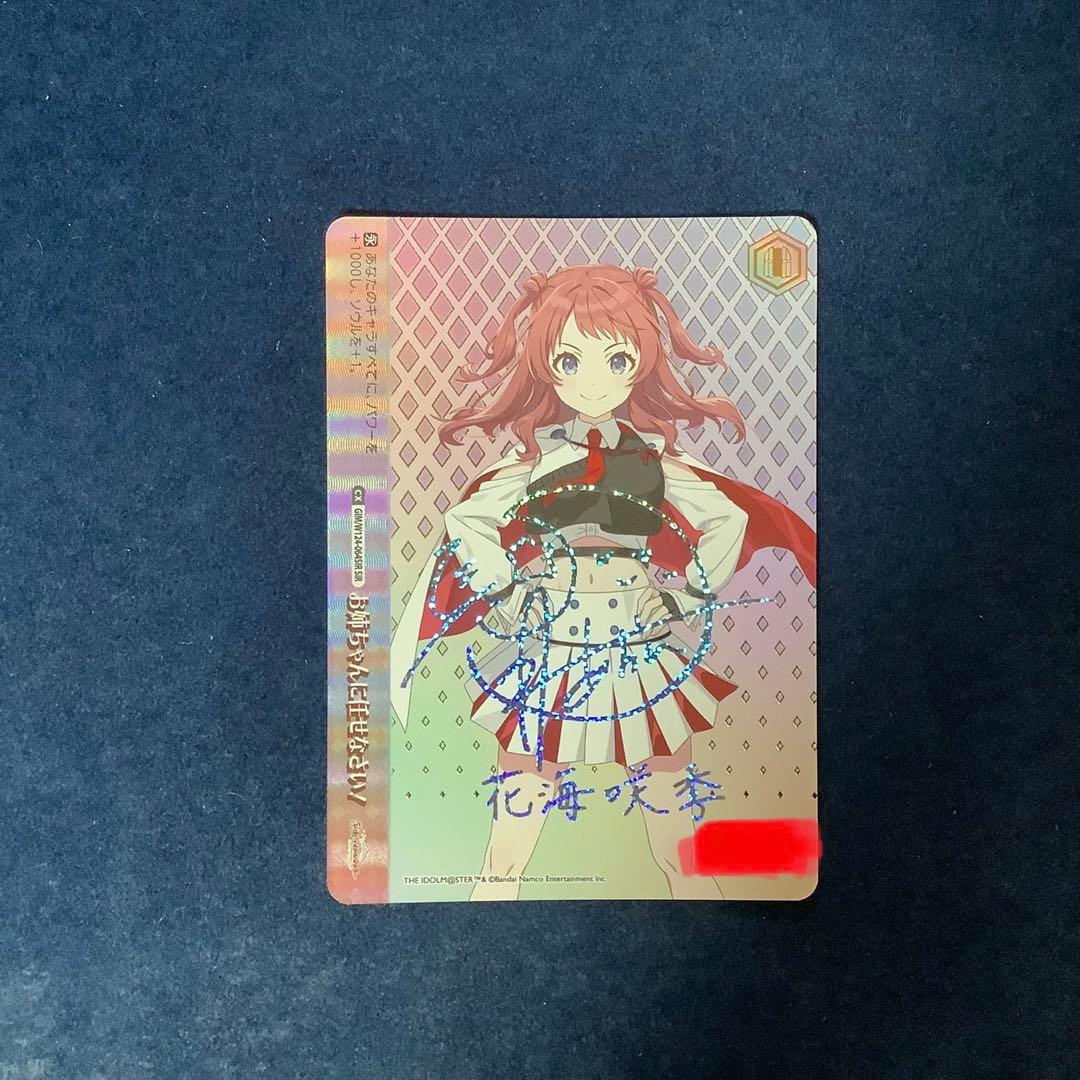 永 あなたのキャラすべてに、パワーを
+1000し、ソウルを+1。
CX GIM/W124-064SIR SIR
お姉ちゃんに任せなさい!
花海咲季
THE IDOLM@STER™& ©Bandai Namco Entertainment Inc.